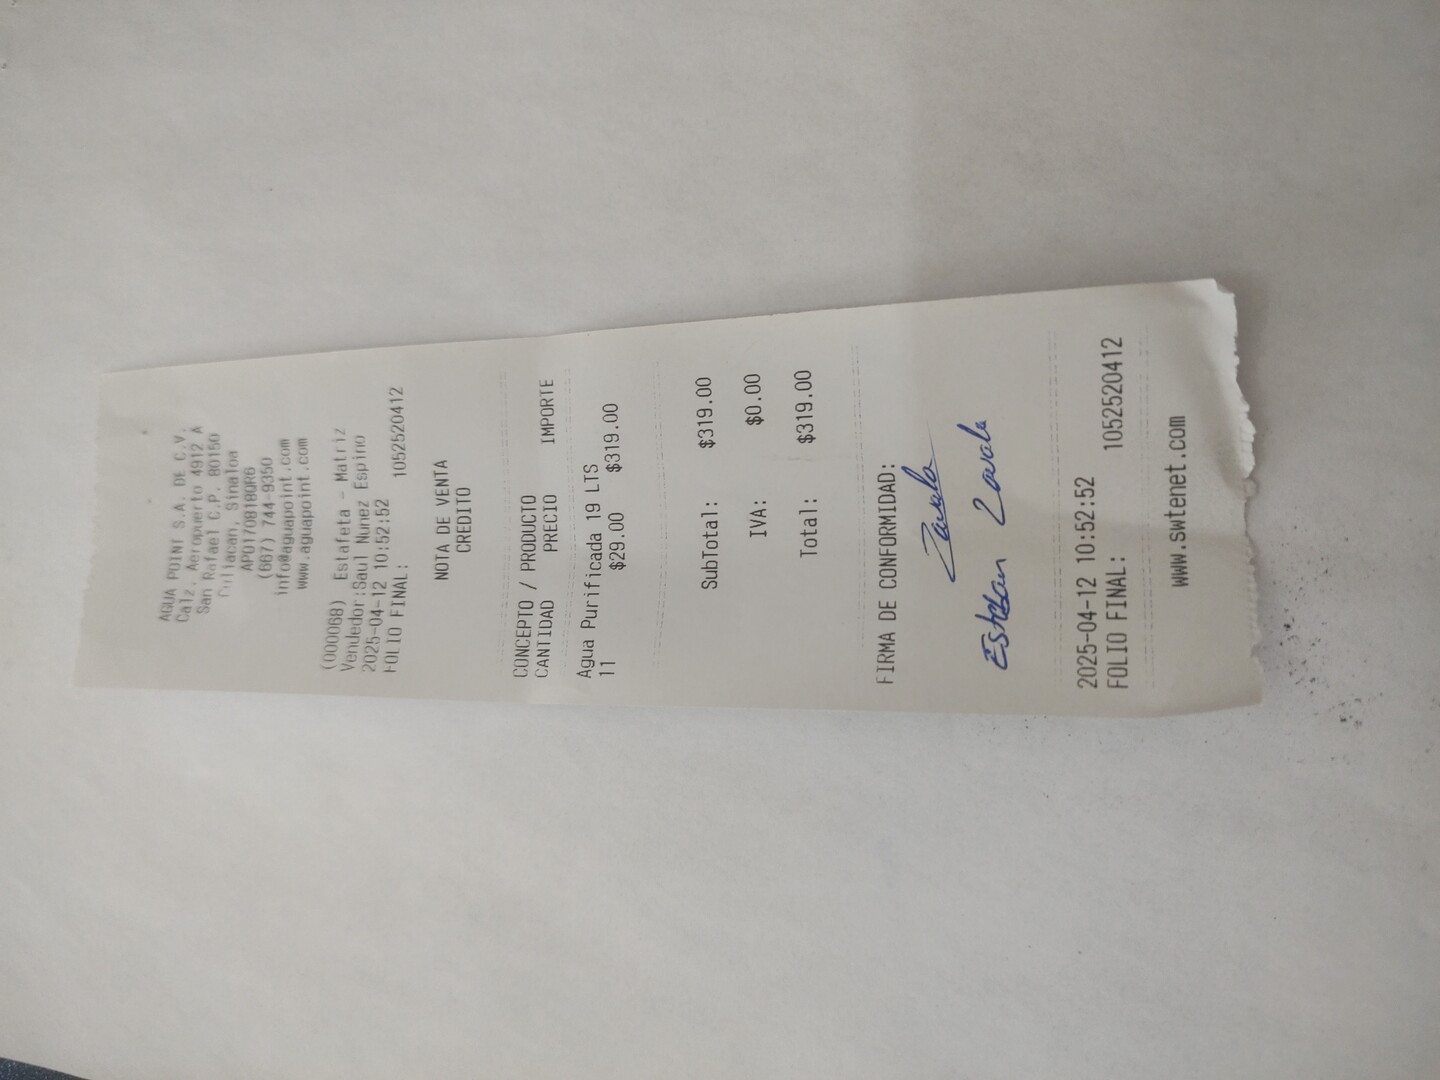 AGUA POINT S.A. DE C.V.
Calz. Aeropuerto 4912 A
San Rafael C.P. 80150
Culiacan, Sinaloa
APO170818QR6
(667) 744-9350
info@aguapoint.com
www.aguapoint.com
(000068) Estafeta - Matriz
Vendedor:Saul Nunez Espino
2025-04-12 10:52:52
FOLIO FINAL: 1052520412
NOTA DE VENTA
CREDITO
CONCEPTO / PRODUCTO
CANTIDAD PRECIO IMPORTE
Agua Purificada 19 LTS
11 $29.00 $319.00
SubTotal: $319.00
IVA: $0.00
Total: $319.00
FIRMA DE CONFORMIDAD:
Zavala
Esteban Zavala
2025-04-12 10:52:52
FOLIO FINAL: 1052520412
www.swtenet.com